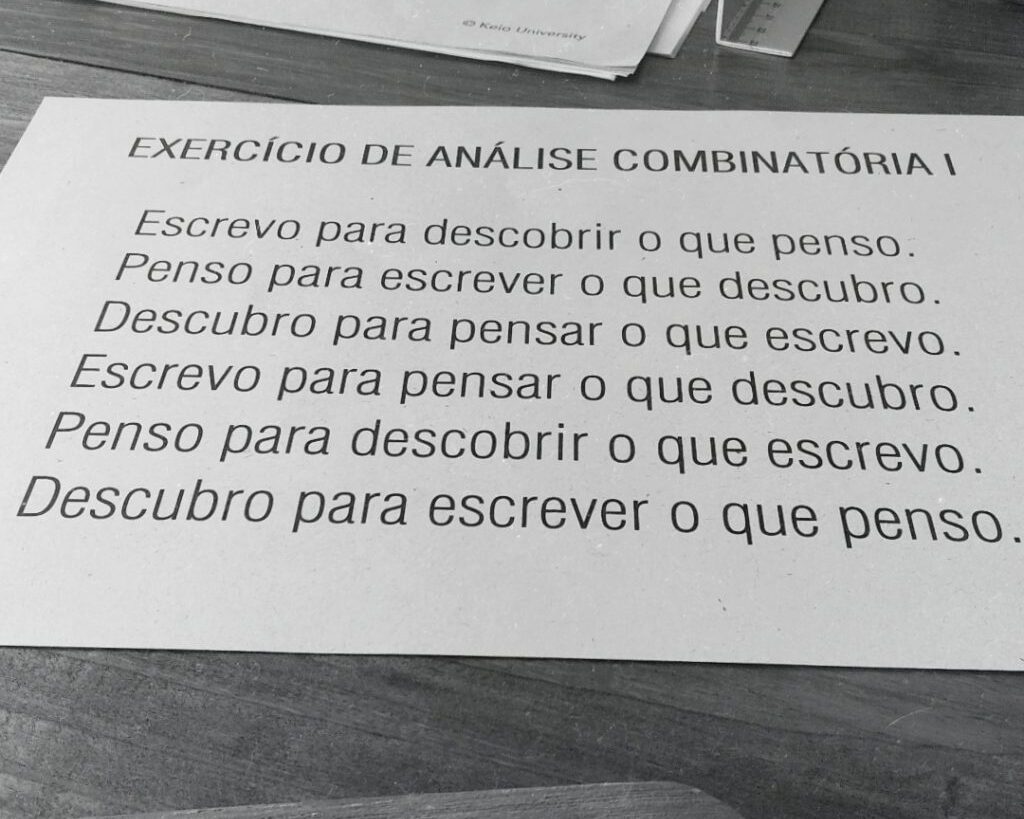 © Keio University
EXERCÍCIO DE ANÁLISE COMBINATÓRIA I
Escrevo para descobrir o que penso.
Penso para escrever o que descubro.
Descubro para pensar o que escrevo.
Escrevo para pensar o que descubro.
Penso para descobrir o que escrevo.
Descubro para escrever o que penso.